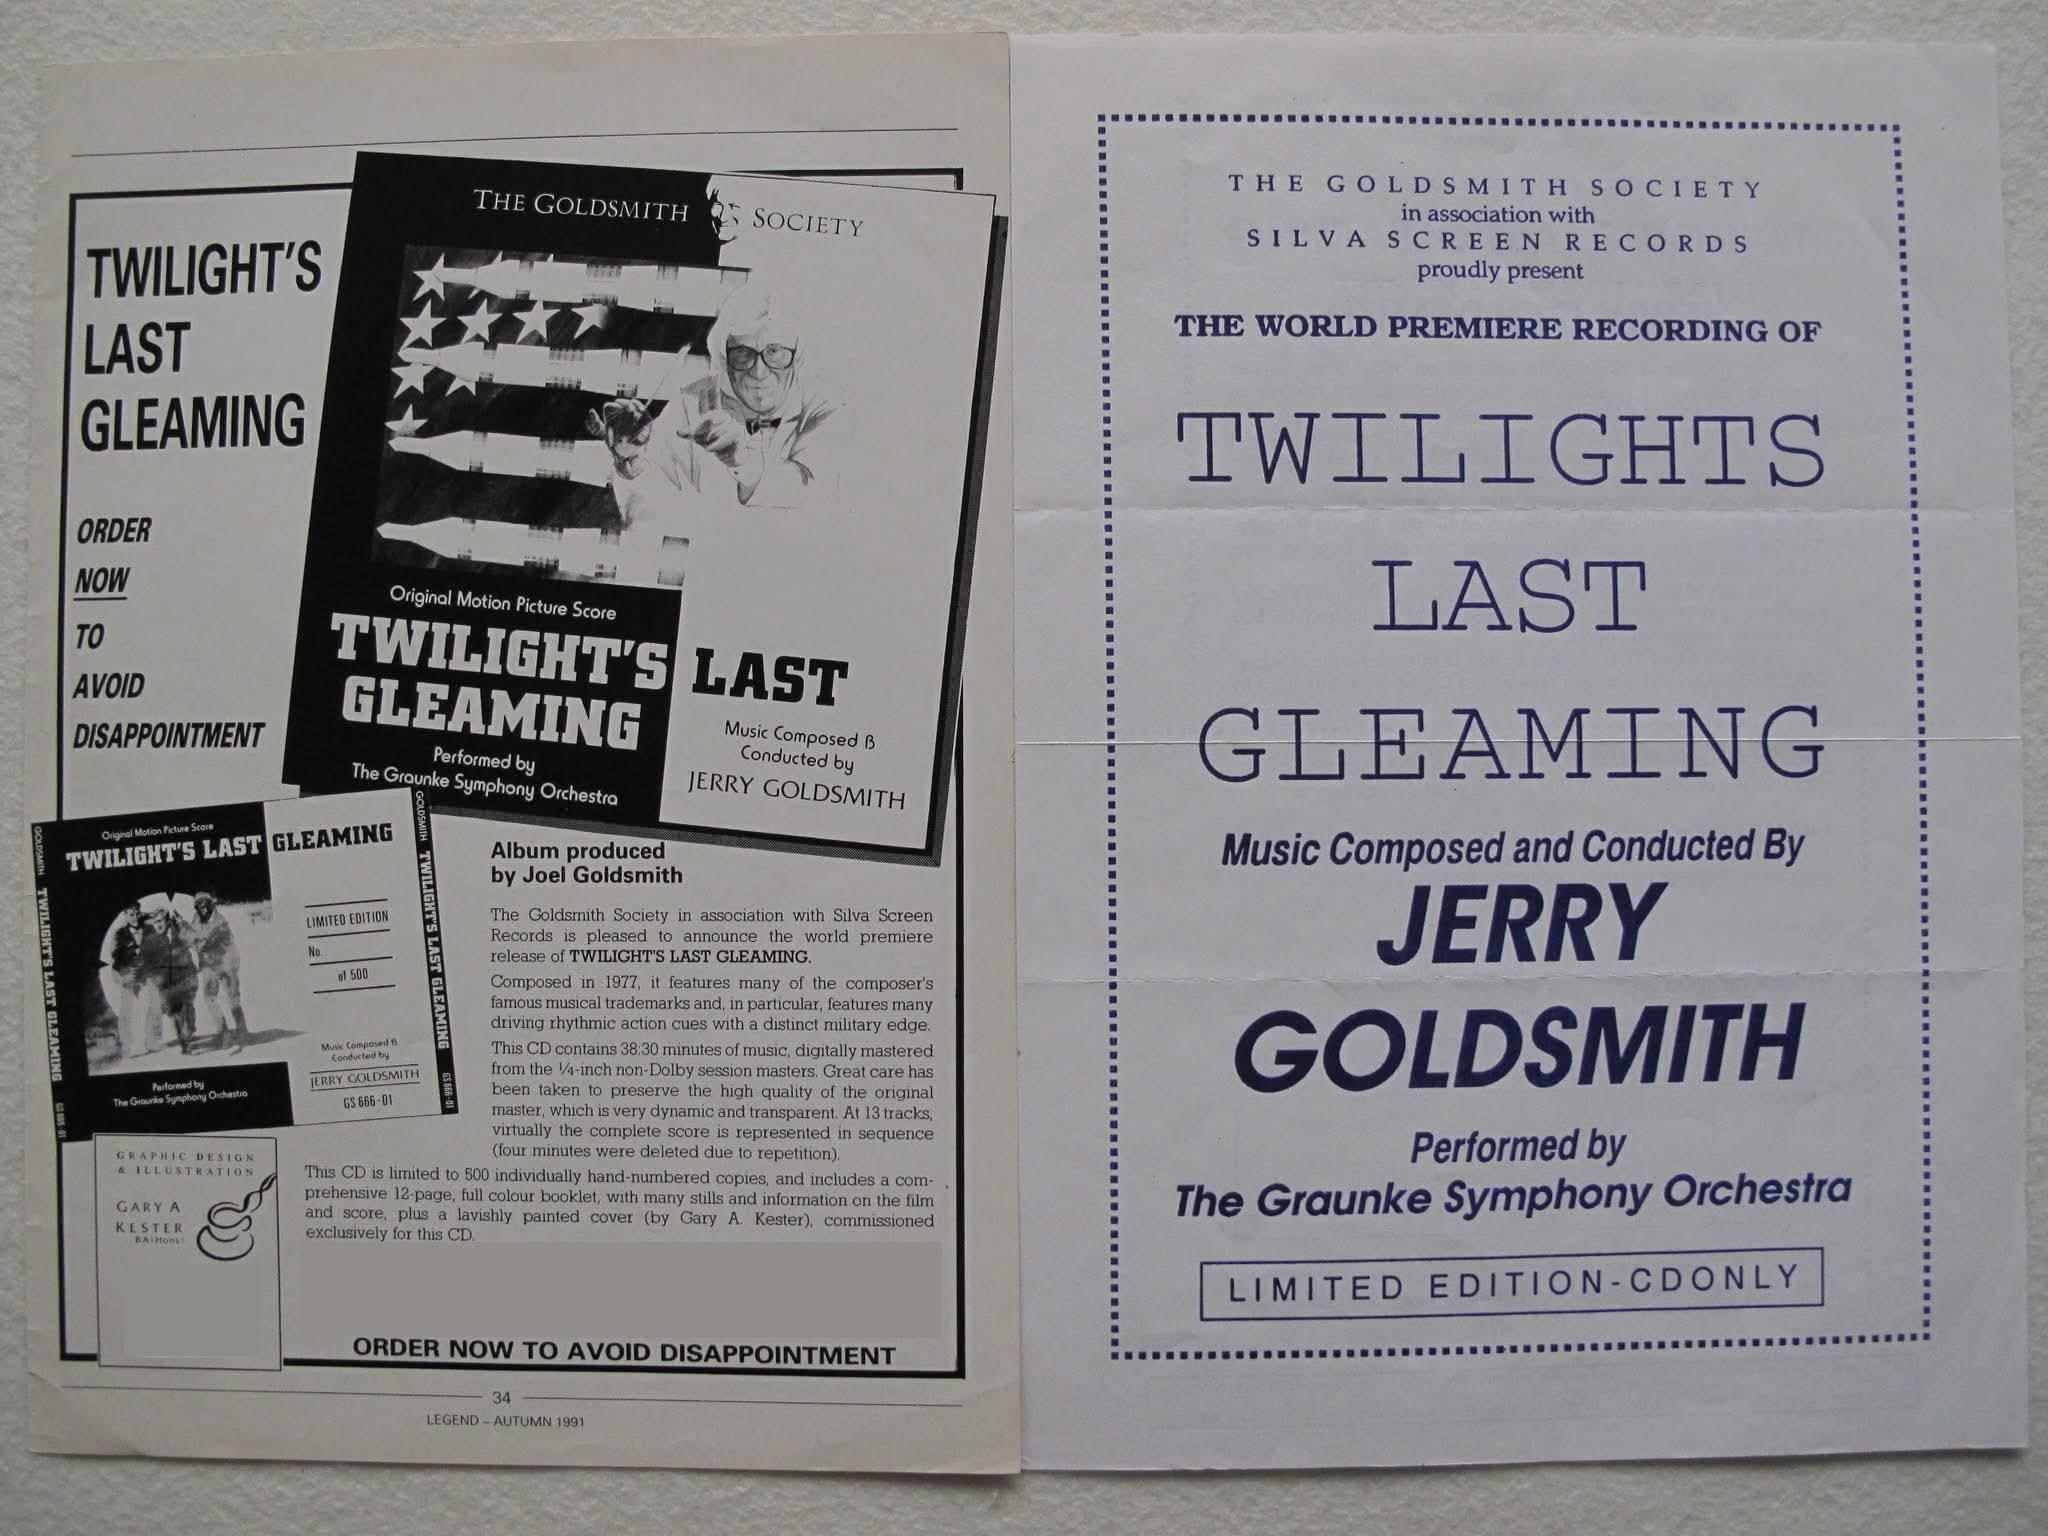 TWILIGHT'S
LAST
GLEAMING
ORDER
NOW
TO
AVOID
DISAPPOINTMENT
THE GOLDSMITH SOCIETY
Original Motion Picture Score
TWILIGHT'S LAST
GLEAMING
Performed by
The Graunke Symphony Orchestra
Music Composed &
Conducted by
JERRY GOLDSMITH
GOLDSMITH TWILIGHT'S LAST GLEAMING GS 666-01
Original Motion Picture Score
TWILIGHT'S LAST GLEAMING
LIMITED EDITION
No.
of 500
Music Composed &
Conducted by
JERRY GOLDSMITH
GS 666-01
Performed by
The Graunke Symphony Orchestra
GOLDSMITH TWILIGHT'S LAST GLEAMING GS 666-01
Album produced
by Joel Goldsmith
The Goldsmith Society in association with Silva Screen
Records is pleased to announce the world premiere
release of TWILIGHT'S LAST GLEAMING.
Composed in 1977, it features many of the composer's
famous musical trademarks and, in particular, features many
driving rhythmic action cues with a distinct military edge.
This CD contains 38:30 minutes of music, digitally mastered
from the ¼-inch non-Dolby session masters. Great care has
been taken to preserve the high quality of the original
master, which is very dynamic and transparent. At 13 tracks,
virtually the complete score is represented in sequence
(four minutes were deleted due to repetition).
This CD is limited to 500 individually hand-numbered copies, and includes a com-
prehensive 12-page, full colour booklet, with many stills and information on the film
and score, plus a lavishly painted cover (by Gary A. Kester), commissioned
exclusively for this CD.
GRAPHIC DESIGN
& ILLUSTRATION
GARY A
KESTER
BA(Hons)
ORDER NOW TO AVOID DISAPPOINTMENT
34
LEGEND – AUTUMN 1991
THE GOLDSMITH SOCIETY
in association with
SILVA SCREEN RECORDS
proudly present
THE WORLD PREMIERE RECORDING OF
TWILIGHTS
LAST
GLEAMING
Music Composed and Conducted By
JERRY
GOLDSMITH
Performed by
The Graunke Symphony Orchestra
LIMITED EDITION-CDONLY